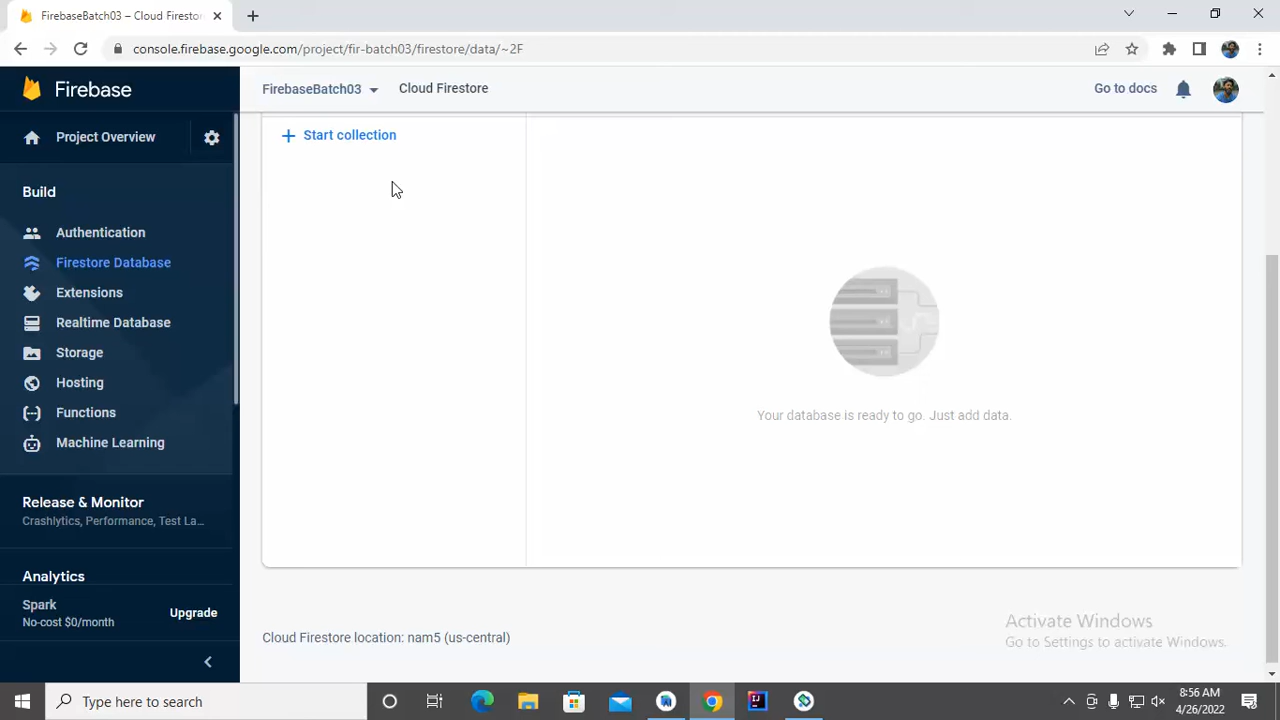 FirebaseBatch03 – Cloud Firestor
console.firebase.google.com/project/fir-batch03/firestore/data/~2F
Firebase
FirebaseBatch03
Cloud Firestore
Go to docs
Project Overview
Start collection
Build
Authentication
Firestore Database
Extensions
Realtime Database
Storage
Hosting
Functions
Machine Learning
Your database is ready to go. Just add data.
Release & Monitor
Crashlytics, Performance, Test La...
Analytics
Spark
No-cost $0/month
Upgrade
Cloud Firestore location: nam5 (us-central)
Activate Windows
Go to Settings to activate Windows.
Type here to search
8:56 AM
4/26/2022